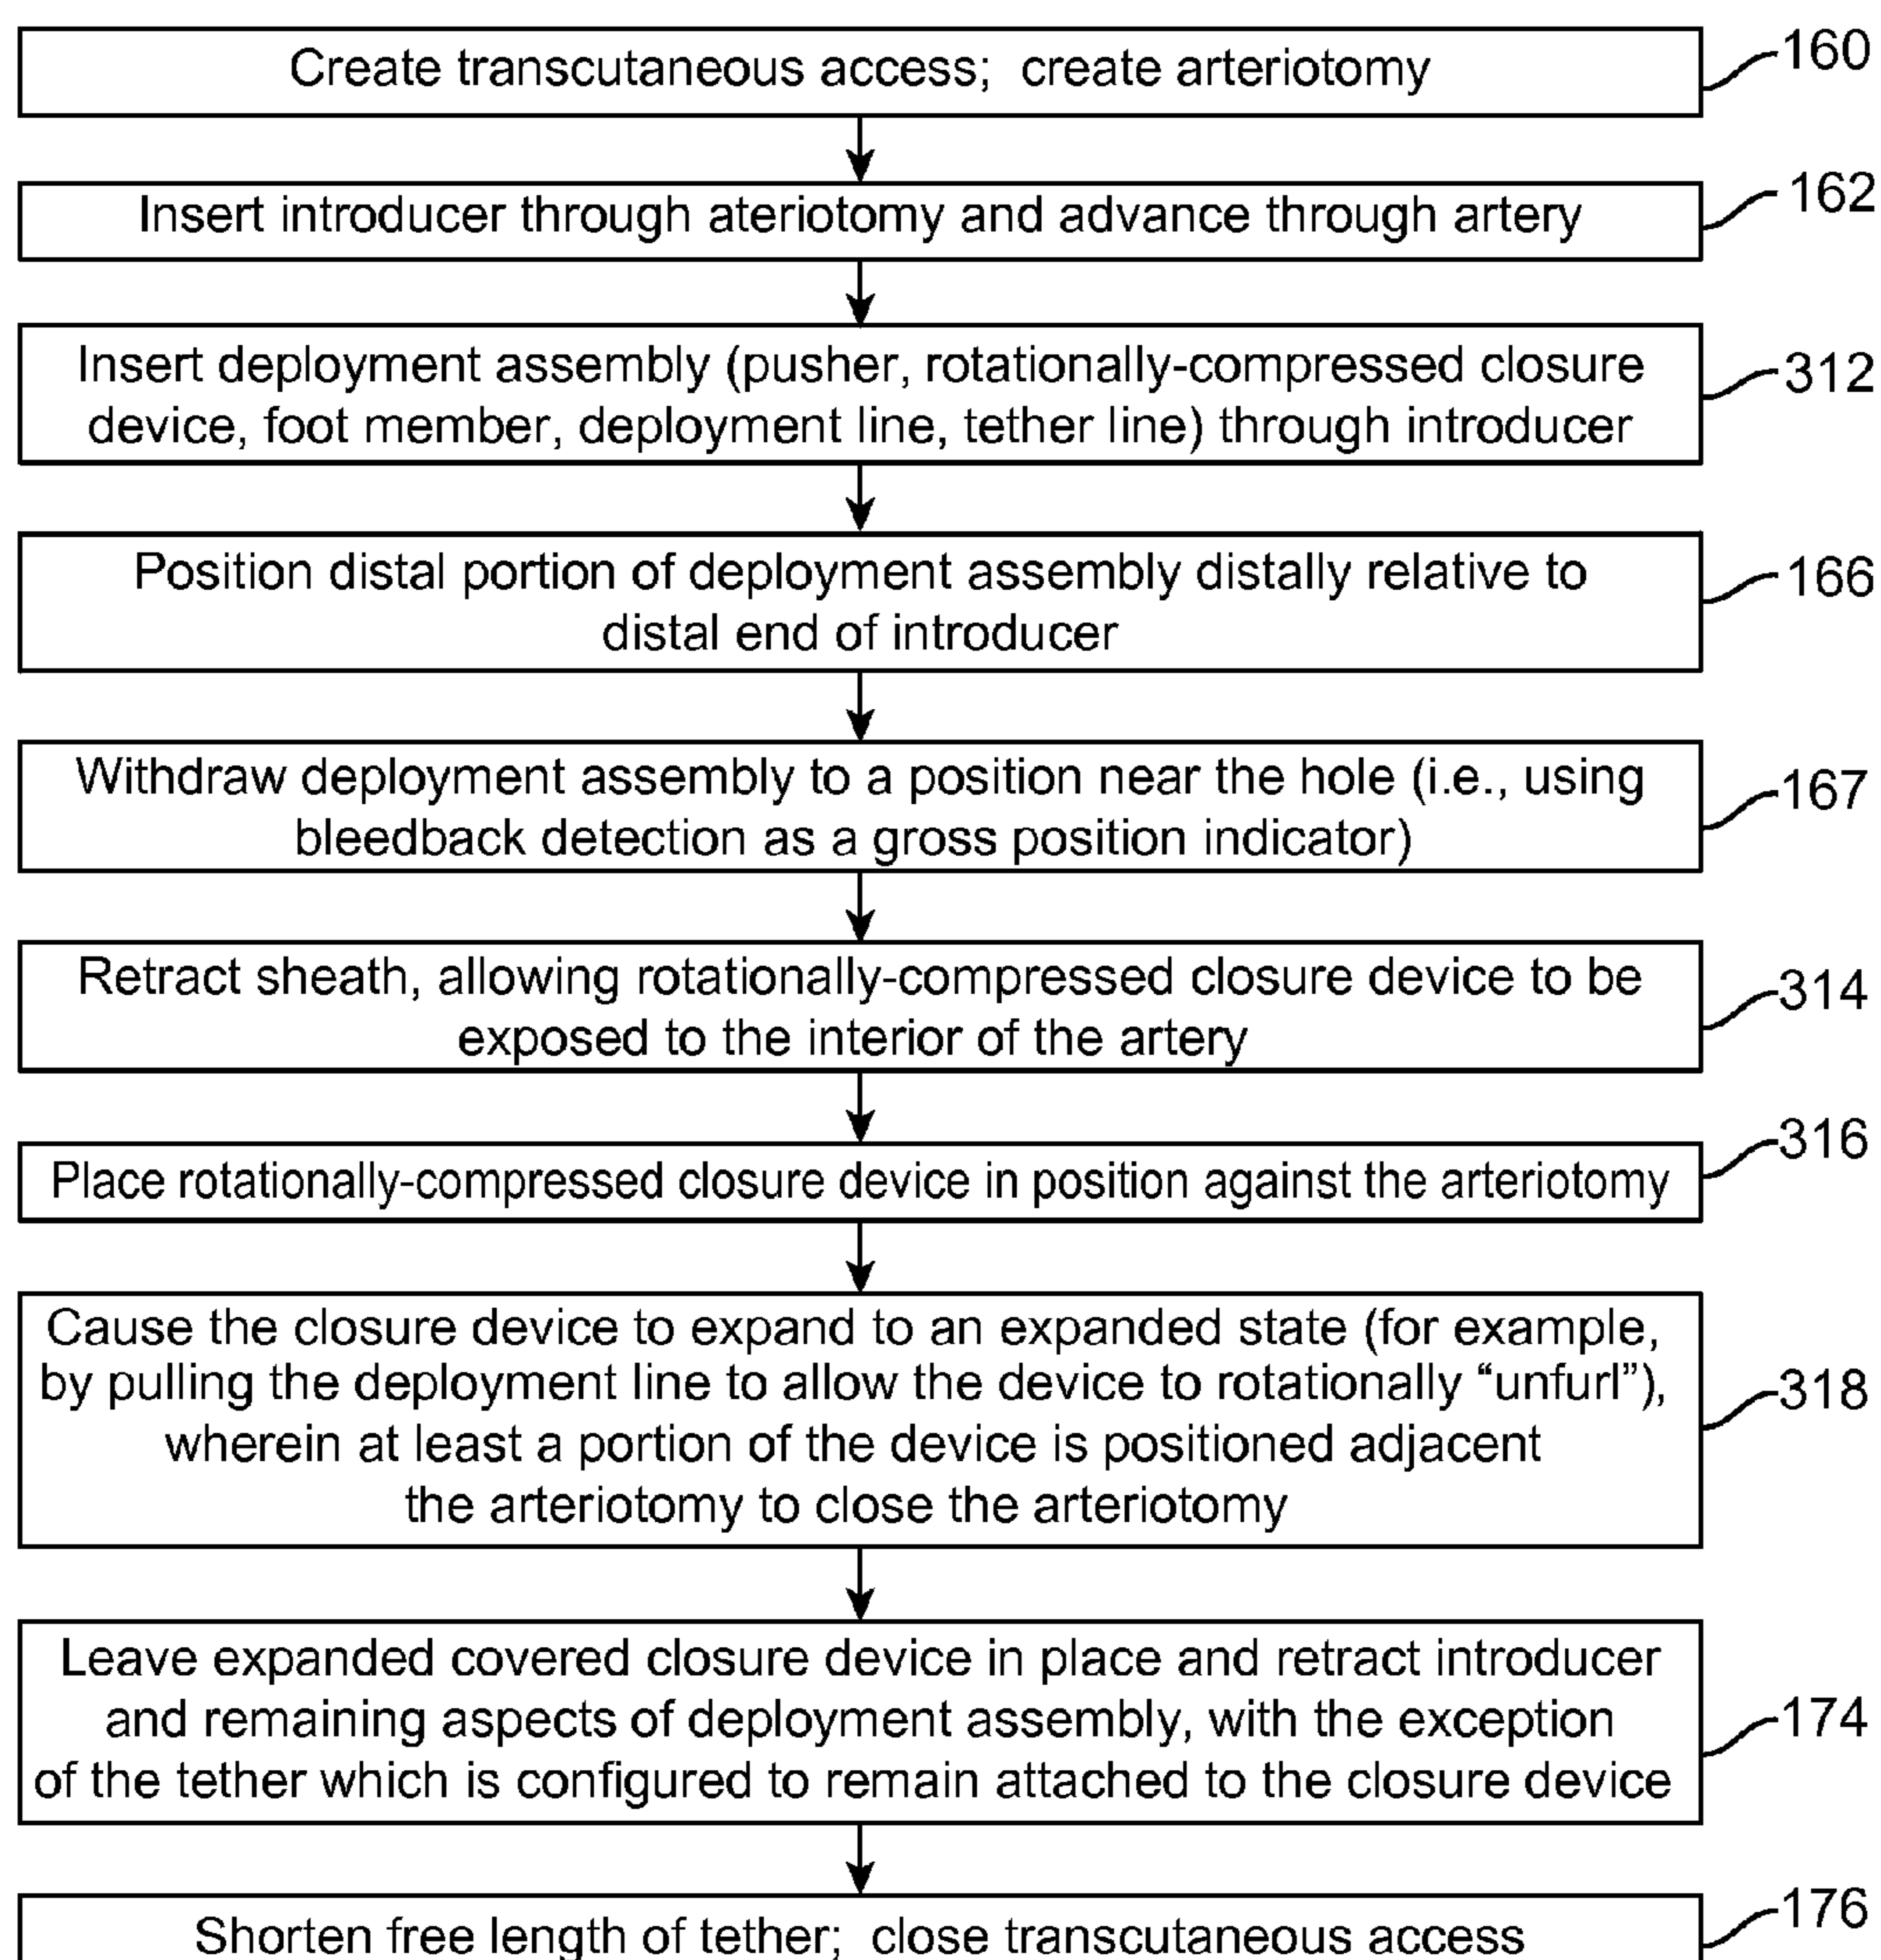 Create transcutaneous access; create arteriotomy
160
Insert introducer through ateriotomy and advance through artery
162
Insert deployment assembly (pusher, rotationally-compressed closure
device, foot member, deployment line, tether line) through introducer
312
Position distal portion of deployment assembly distally relative to
distal end of introducer
166
Withdraw deployment assembly to a position near the hole (i.e., using
bleedback detection as a gross position indicator)
167
Retract sheath, allowing rotationally-compressed closure device to be
exposed to the interior of the artery
314
Place rotationally-compressed closure device in position against the arteriotomy
316
Cause the closure device to expand to an expanded state (for example,
by pulling the deployment line to allow the device to rotationally “unfurl”),
wherein at least a portion of the device is positioned adjacent
the arteriotomy to close the arteriotomy
318
Leave expanded covered closure device in place and retract introducer
and remaining aspects of deployment assembly, with the exception
of the tether which is configured to remain attached to the closure device
174
Shorten free length of tether; close transcutaneous access
176